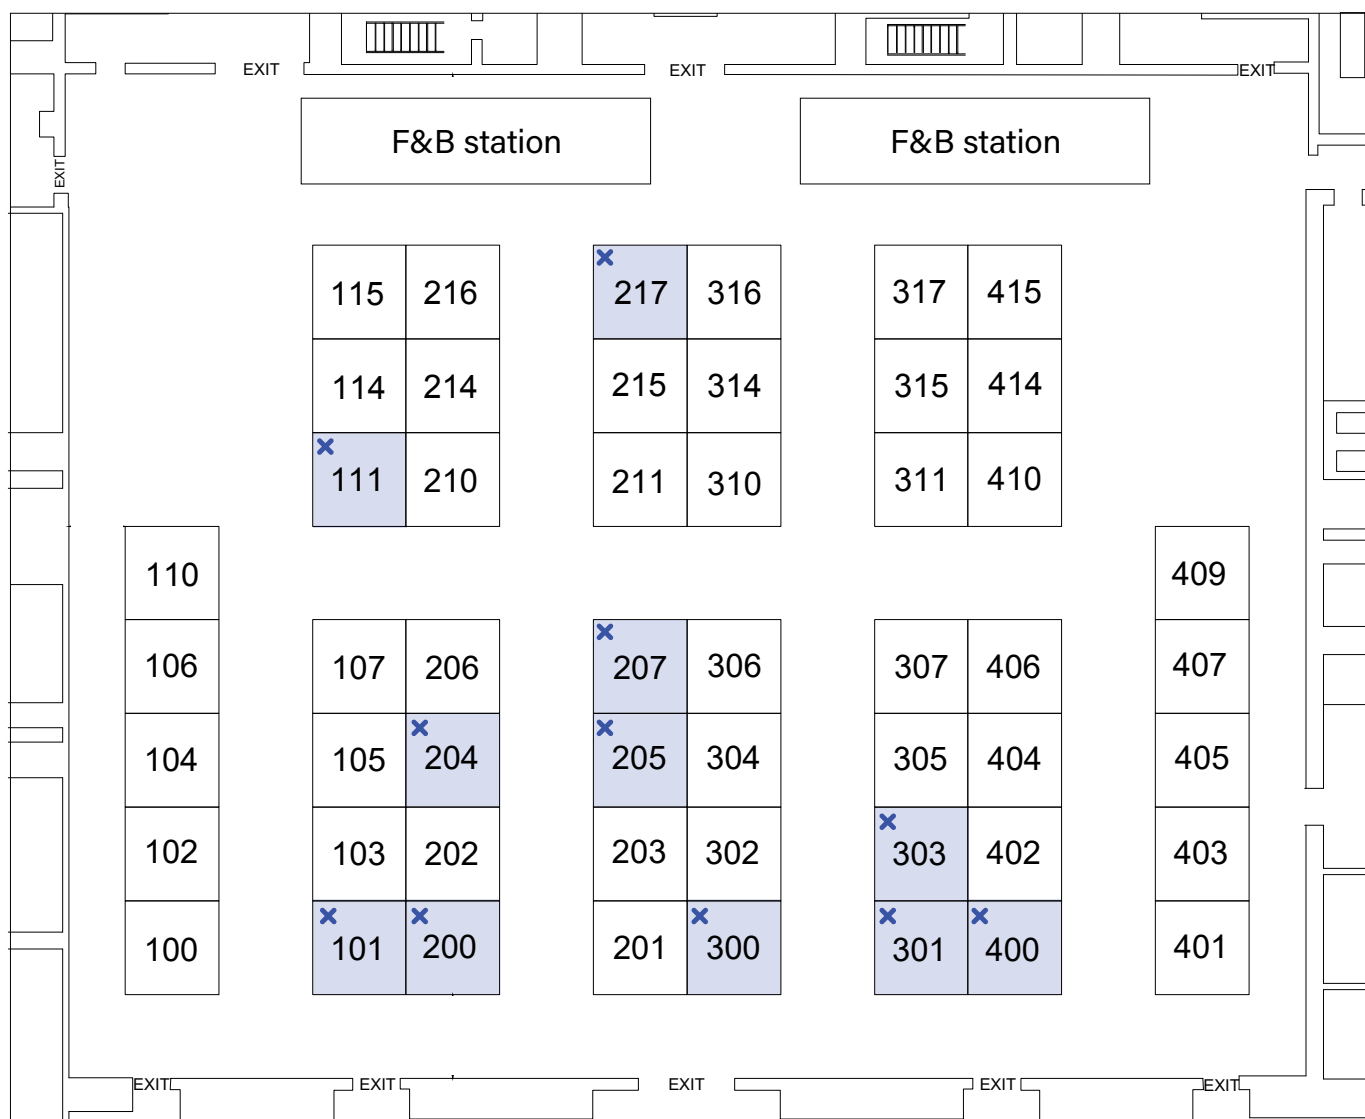 EXIT EXIT EXIT
F&B station F&B station
EXIT
115 216 217 316 317 415
114 214 215 314 315 414
111 210 211 310 311 410
110 409
106 107 206 207 306 307 406 407
104 105 204 205 304 305 404 405
102 103 202 203 302 303 402 403
100 101 200 201 300 301 400 401
EXIT EXIT EXIT EXIT EXIT